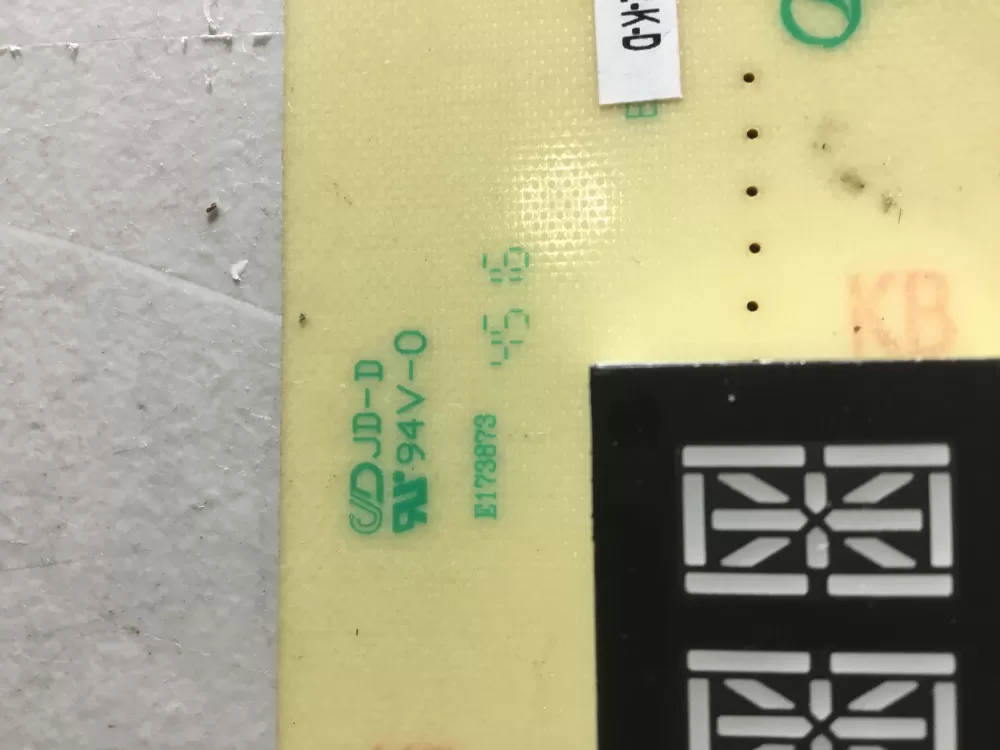 JD-D
94V-0
E173873
45 16
KB